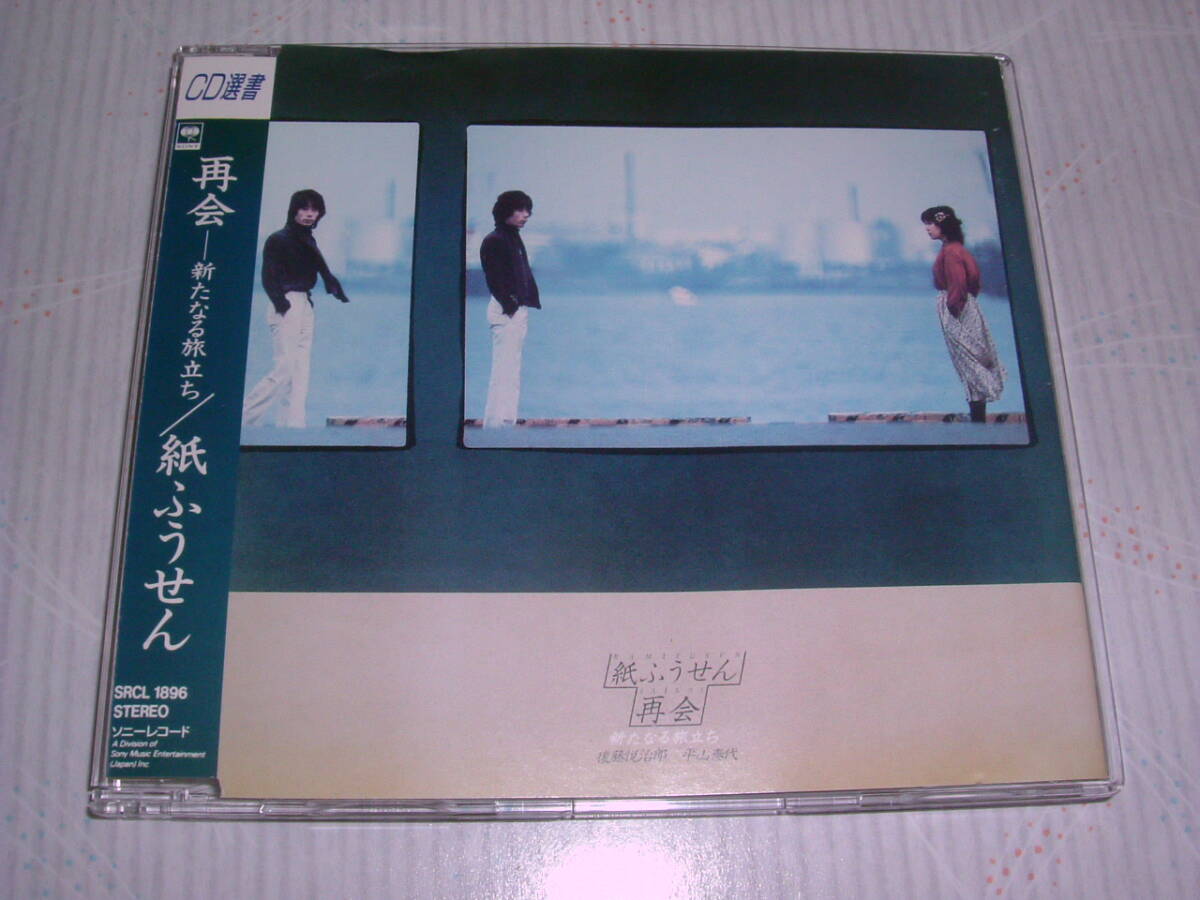 CD選書
SONY
再会―新たなる旅立ち／紙ふうせん
SRCL 1896
STEREO
ソニーレコード
A Division of
Sony Music Entertainment
(Japan) Inc
KAMIFUSEN
紙ふうせん
SAIKAI
再会
新たなる旅立ち
後藤悦治郎 平山泰代